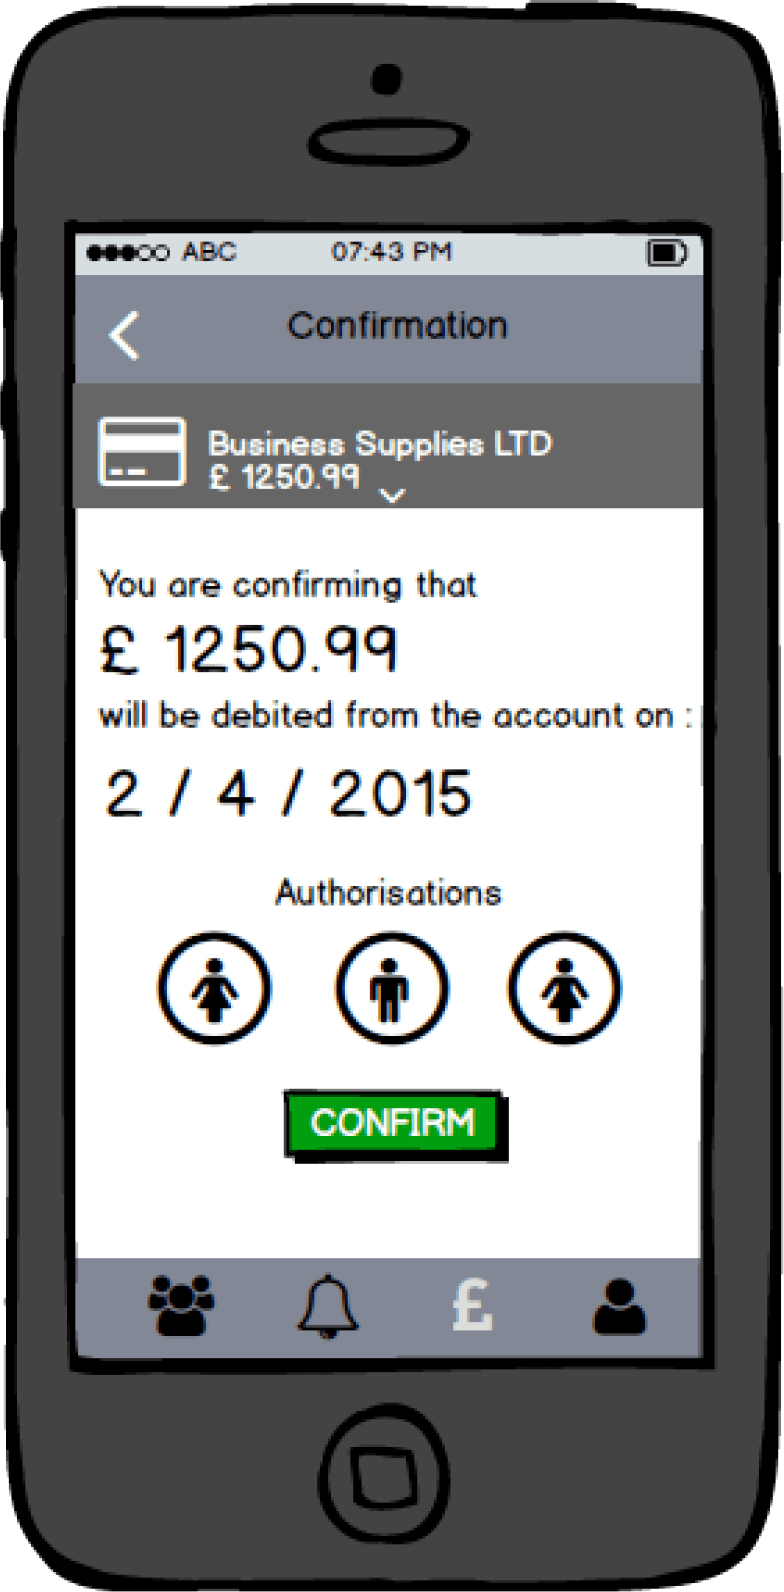 ABC 07:43 PM
Confirmation
Business Supplies LTD
£ 1250.99
You are confirming that
£ 1250.99
will be debited from the account on :
2 / 4 / 2015
Authorisations
CONFIRM
£